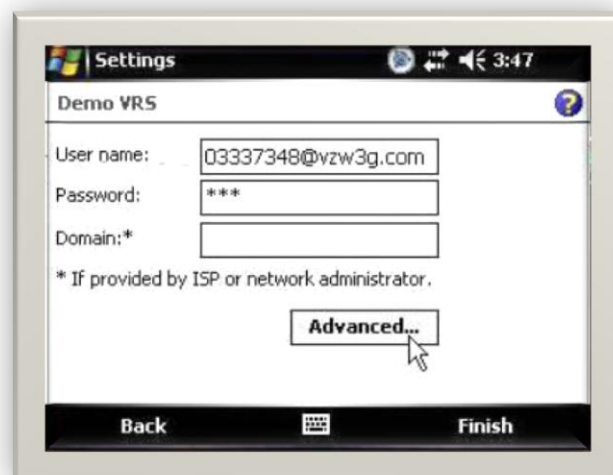 Settings 3:47
Demo VRS
User name: 03337348@vzw3g.com
Password: ***
Domain:*
* If provided by ISP or network administrator.
Advanced...
Back Finish